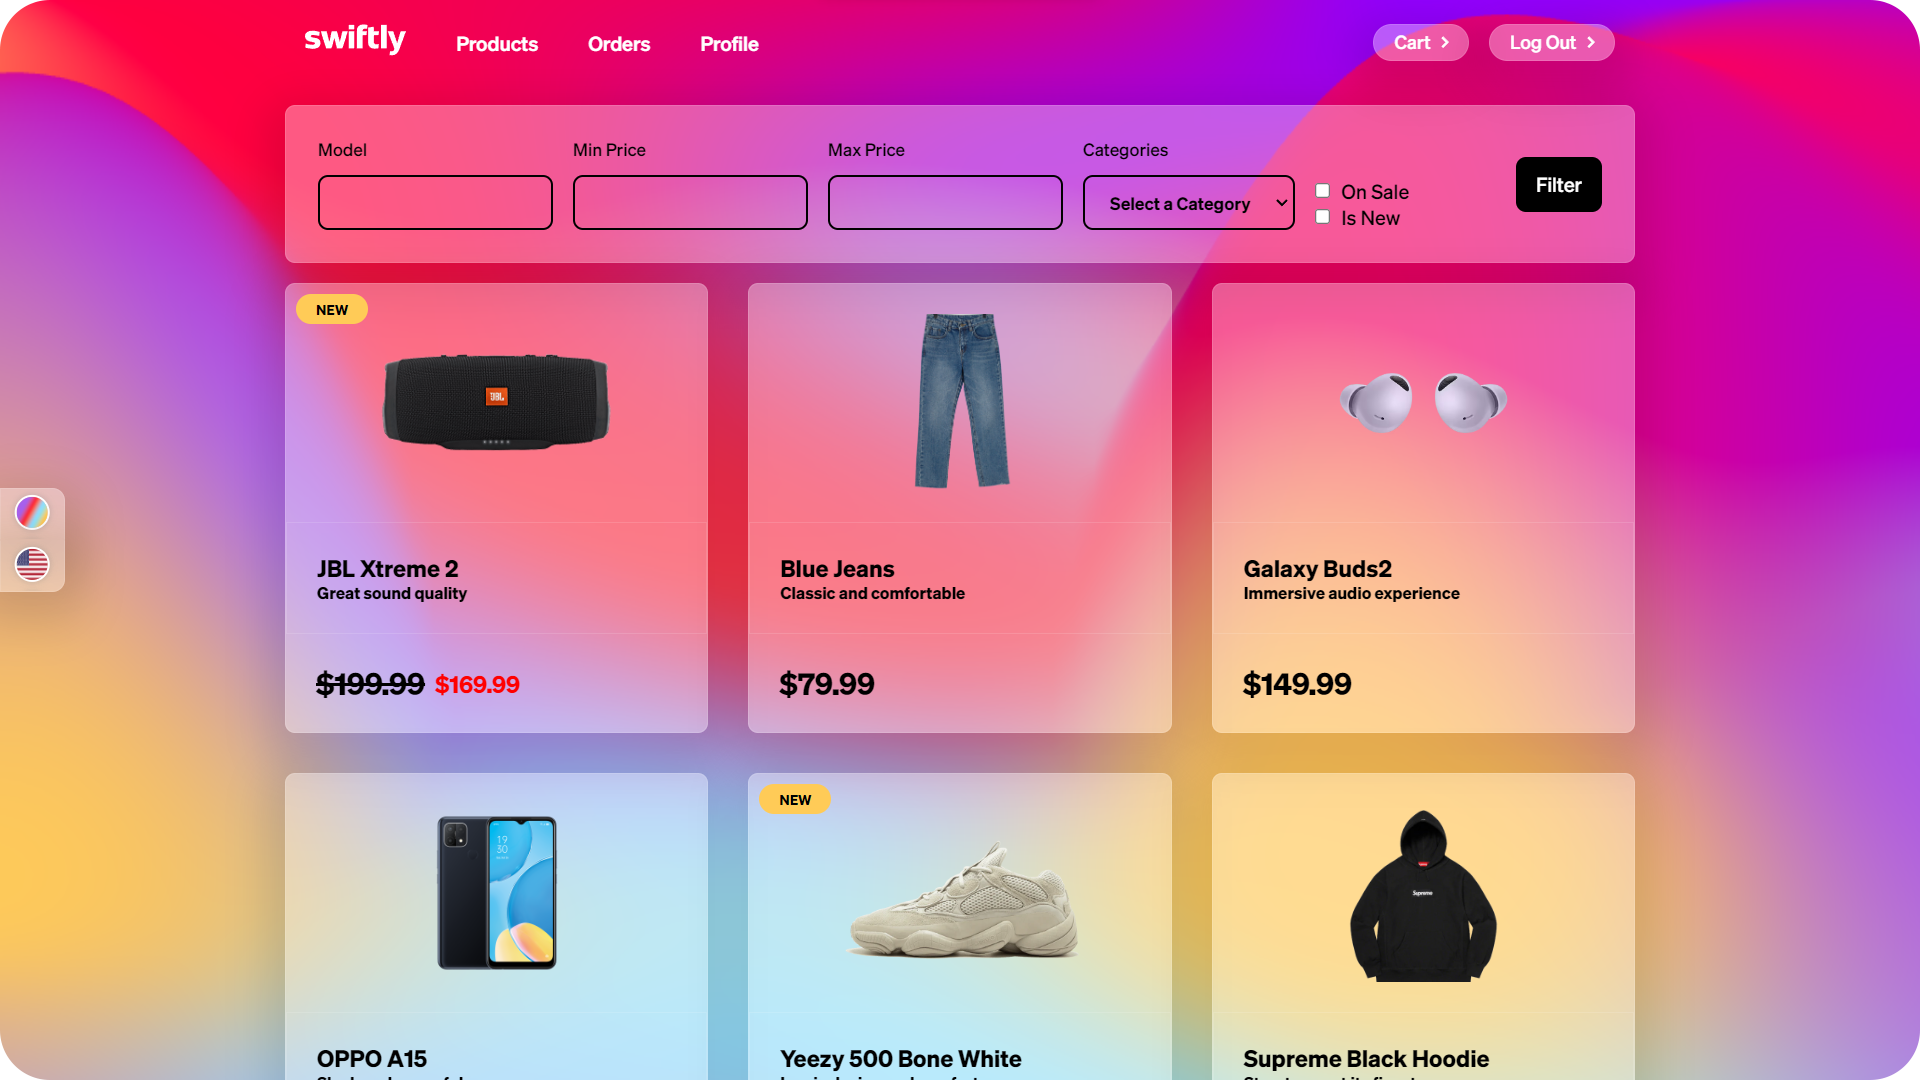 swiftly
Products
Orders
Profile
Cart
Log Out
Model
Min Price
Max Price
Categories
Select a Category
On Sale
Is New
Filter
NEW
JBL
JBL Xtreme 2
Great sound quality
$199.99 $169.99
Blue Jeans
Classic and comfortable
$79.99
Galaxy Buds2
Immersive audio experience
$149.99
19
30
OPPO A15
NEW
Yeezy 500 Bone White
Supreme
Supreme Black Hoodie